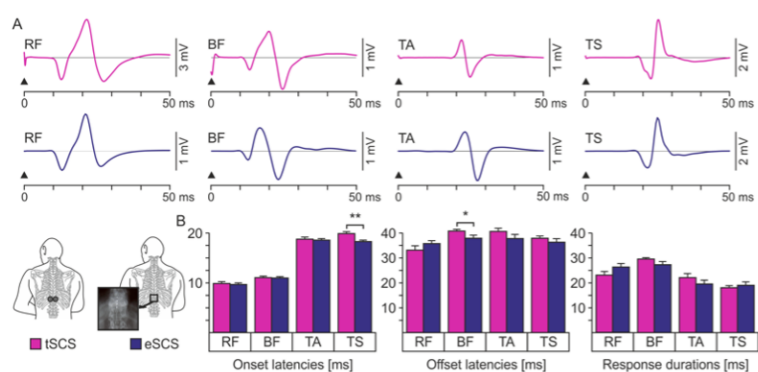 A
RF
3 mV
0
50 ms
BF
1 mV
0
50 ms
TA
1 mV
0
50 ms
TS
2 mV
0
50 ms
RF
1 mV
0
50 ms
BF
1 mV
0
50 ms
TA
1 mV
0
50 ms
TS
2 mV
0
50 ms
B
tSCS
eSCS
20
10
**
RF BF TA TS
Onset latencies [ms]
40
30
20
10
*
RF BF TA TS
Offset latencies [ms]
40
30
20
10
RF BF TA TS
Response durations [ms]